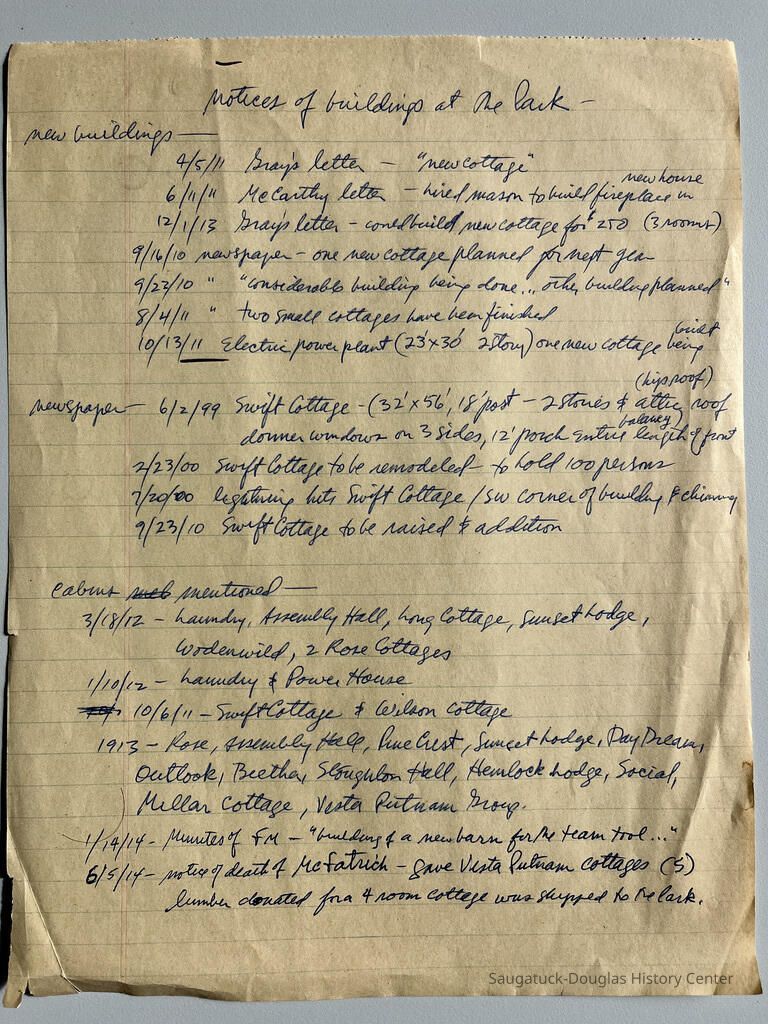 Notices of buildings at the Park —
new buildings —
4/5/11 Gray's letter — "new cottage"
new house
6/11/11 McCarthy letter — hired mason to build fireplace in
12/1/13 Gray's letter — could build new cottage for $250 (3 rooms)
9/16/10 newspaper — one new cottage planned for next year
9/23/10 " "considerable building being done... other building planned"
8/4/11 " two small cottages have been finished
built
10/13/11 Electric power plant (23'x30' 2 story) one new cottage being
(hip roof)
newspaper — 6/2/99 Swift Cottage - (32'x56', 18' post — 2 stories & attic roof
balcony
dormer windows on 3 sides, 12' porch entire length of front
2/23/00 Swift Cottage to be remodeled — to hold 100 persons
7/20/00 lightning hits Swift Cottage / SW corner of building & chimney
9/23/10 Swift Cottage to be raised & addition
cabins mentioned —
3/18/12 — Laundry, Assembly Hall, Long Cottage, Sunset Lodge,
Wodenwild, 2 Rose Cottages
1/10/12 — Laundry & Power House
10/6/11 — Swift Cottage & Wilson Cottage
1913 — Rose, Assembly Hall, Pine Crest, Sunset Lodge, Day Dream,
Outlook, Bertha, Stoughton Hall, Hemlock Lodge, Social,
Millar Cottage, Vesta Putnam Group.
1/14/14 — Minutes of FM — "building of a new barn for the team tool..."
6/5/14 — notice of death of McFatrich — gave Vesta Putnam cottages (5)
lumber donated for a 4 room cottage was shipped to the Park.
Saugatuck-Douglas History Center